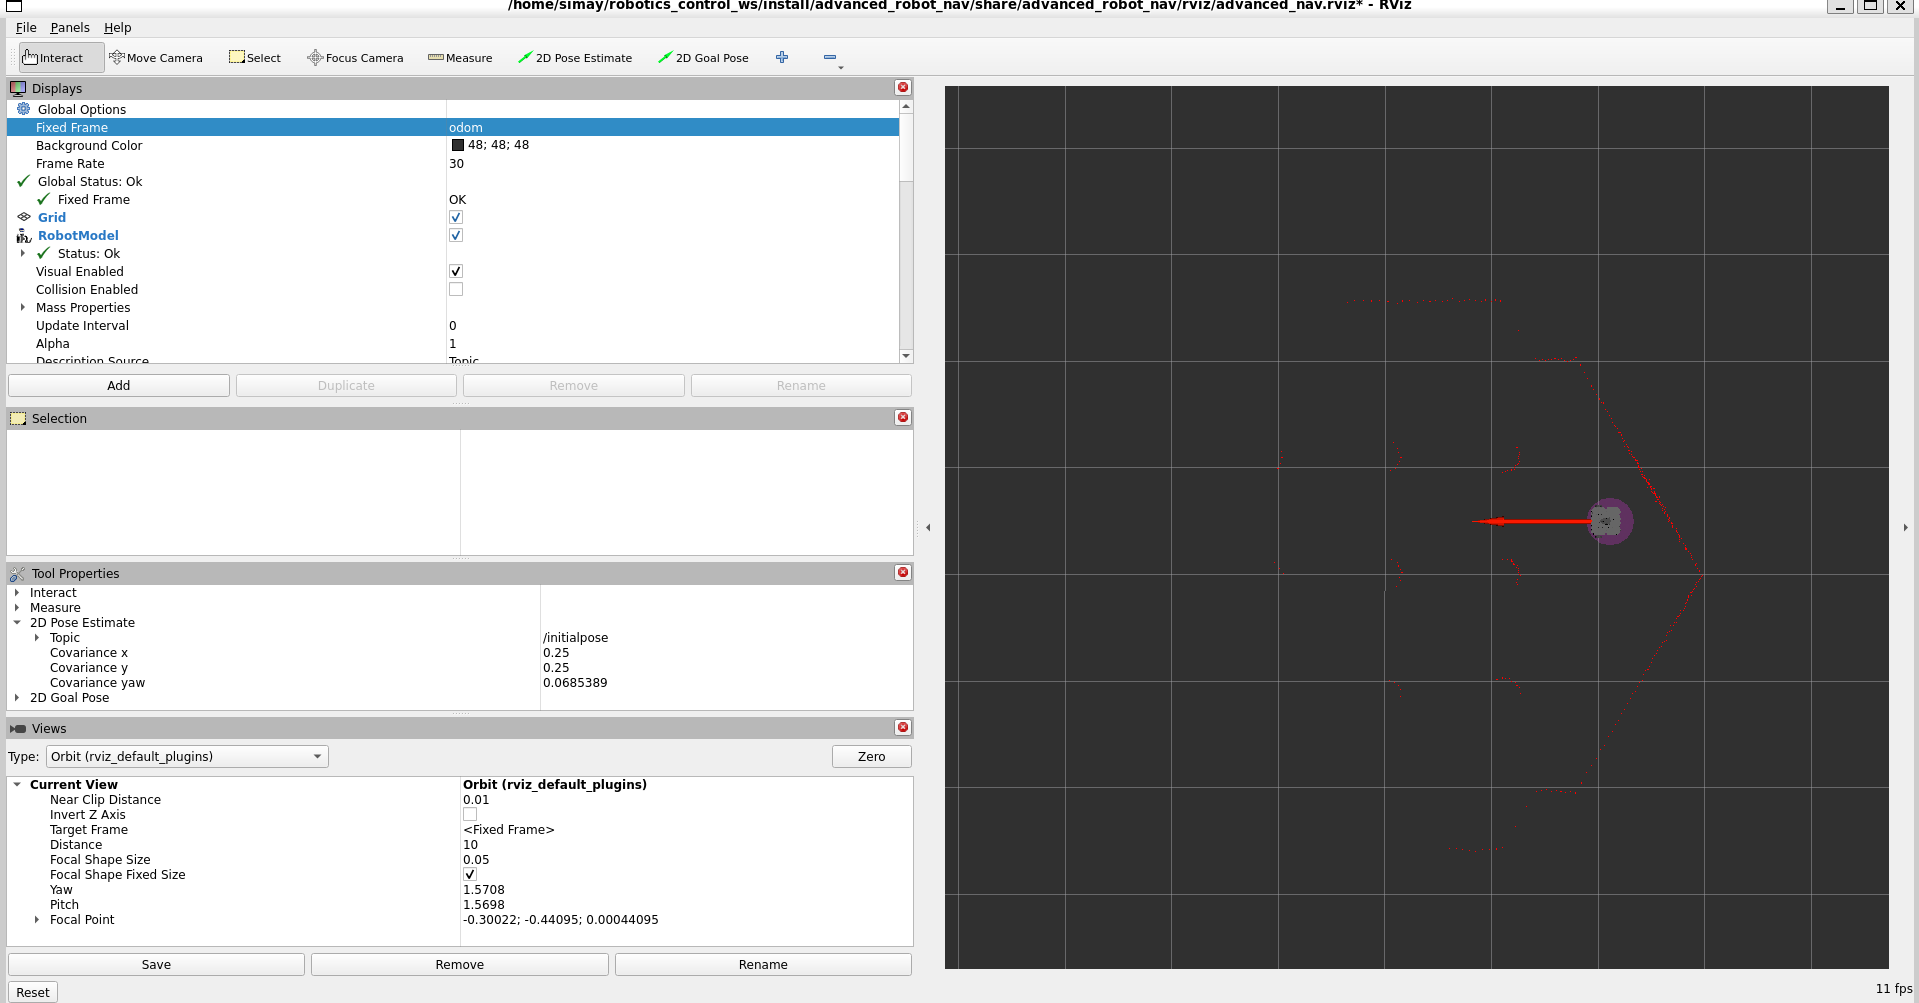 /home/simay/robotics_control_ws/install/advanced_robot_nav/share/advanced_robot_nav/rviz/advanced_nav.rviz* - RViz
File Panels Help
Interact Move Camera Select Focus Camera Measure 2D Pose Estimate 2D Goal Pose
Displays
Global Options
Fixed Frame odom
Background Color 48; 48; 48
Frame Rate 30
Global Status: Ok
Fixed Frame OK
Grid
RobotModel
Status: Ok
Visual Enabled
Collision Enabled
Mass Properties
Update Interval 0
Alpha 1
Description Source Topic
Add Duplicate Remove Rename
Selection
Tool Properties
Interact
Measure
2D Pose Estimate
Topic /initialpose
Covariance x 0.25
Covariance y 0.25
Covariance yaw 0.0685389
2D Goal Pose
Views
Type: Orbit (rviz_default_plugins) Zero
Current View Orbit (rviz_default_plugins)
Near Clip Distance 0.01
Invert Z Axis
Target Frame <Fixed Frame>
Distance 10
Focal Shape Size 0.05
Focal Shape Fixed Size
Yaw 1.5708
Pitch 1.5698
Focal Point -0.30022; -0.44095; 0.00044095
Save Remove Rename
Reset 11 fps